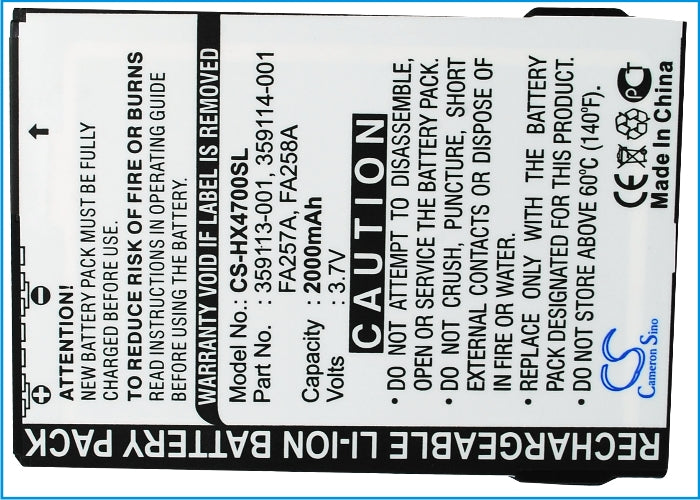 RECHARGEABLE LI-ION BATTERY PACK
ATTENTION:
NEW BATTERY PACK MUST BE FULLY
CHARGED BEFORE USE.
TO REDUCE RISK OF FIRE OR BURNS
READ INSTRUCTIONS IN OPERATING GUIDE
BEFORE USING BATTERY.
WARRANTY VOID IF LABEL IS REMOVED
Model No.: CS-HX4700SL
Part No.: 359113-001, 359114-001
FA257A, FA258A
Capacity : 2000mAh
Volts : 3.7V
CAUTION
• DO NOT DISASSEMBLE,
OPEN OR SERVICE THE BATTERY PACK.
• DO NOT CRUSH, PUNCTURE, SHORT
EXTERNAL CONTACTS OR DISPOSE OF
IN FIRE OR WATER.
• REPLACE ONLY WITH THE BATTERY
PACK DESIGNATED FOR THIS PRODUCT.
• DO NOT STORE ABOVE 60°C (140°F).
CS
Cameron Sino
CE
PCT
Made In China